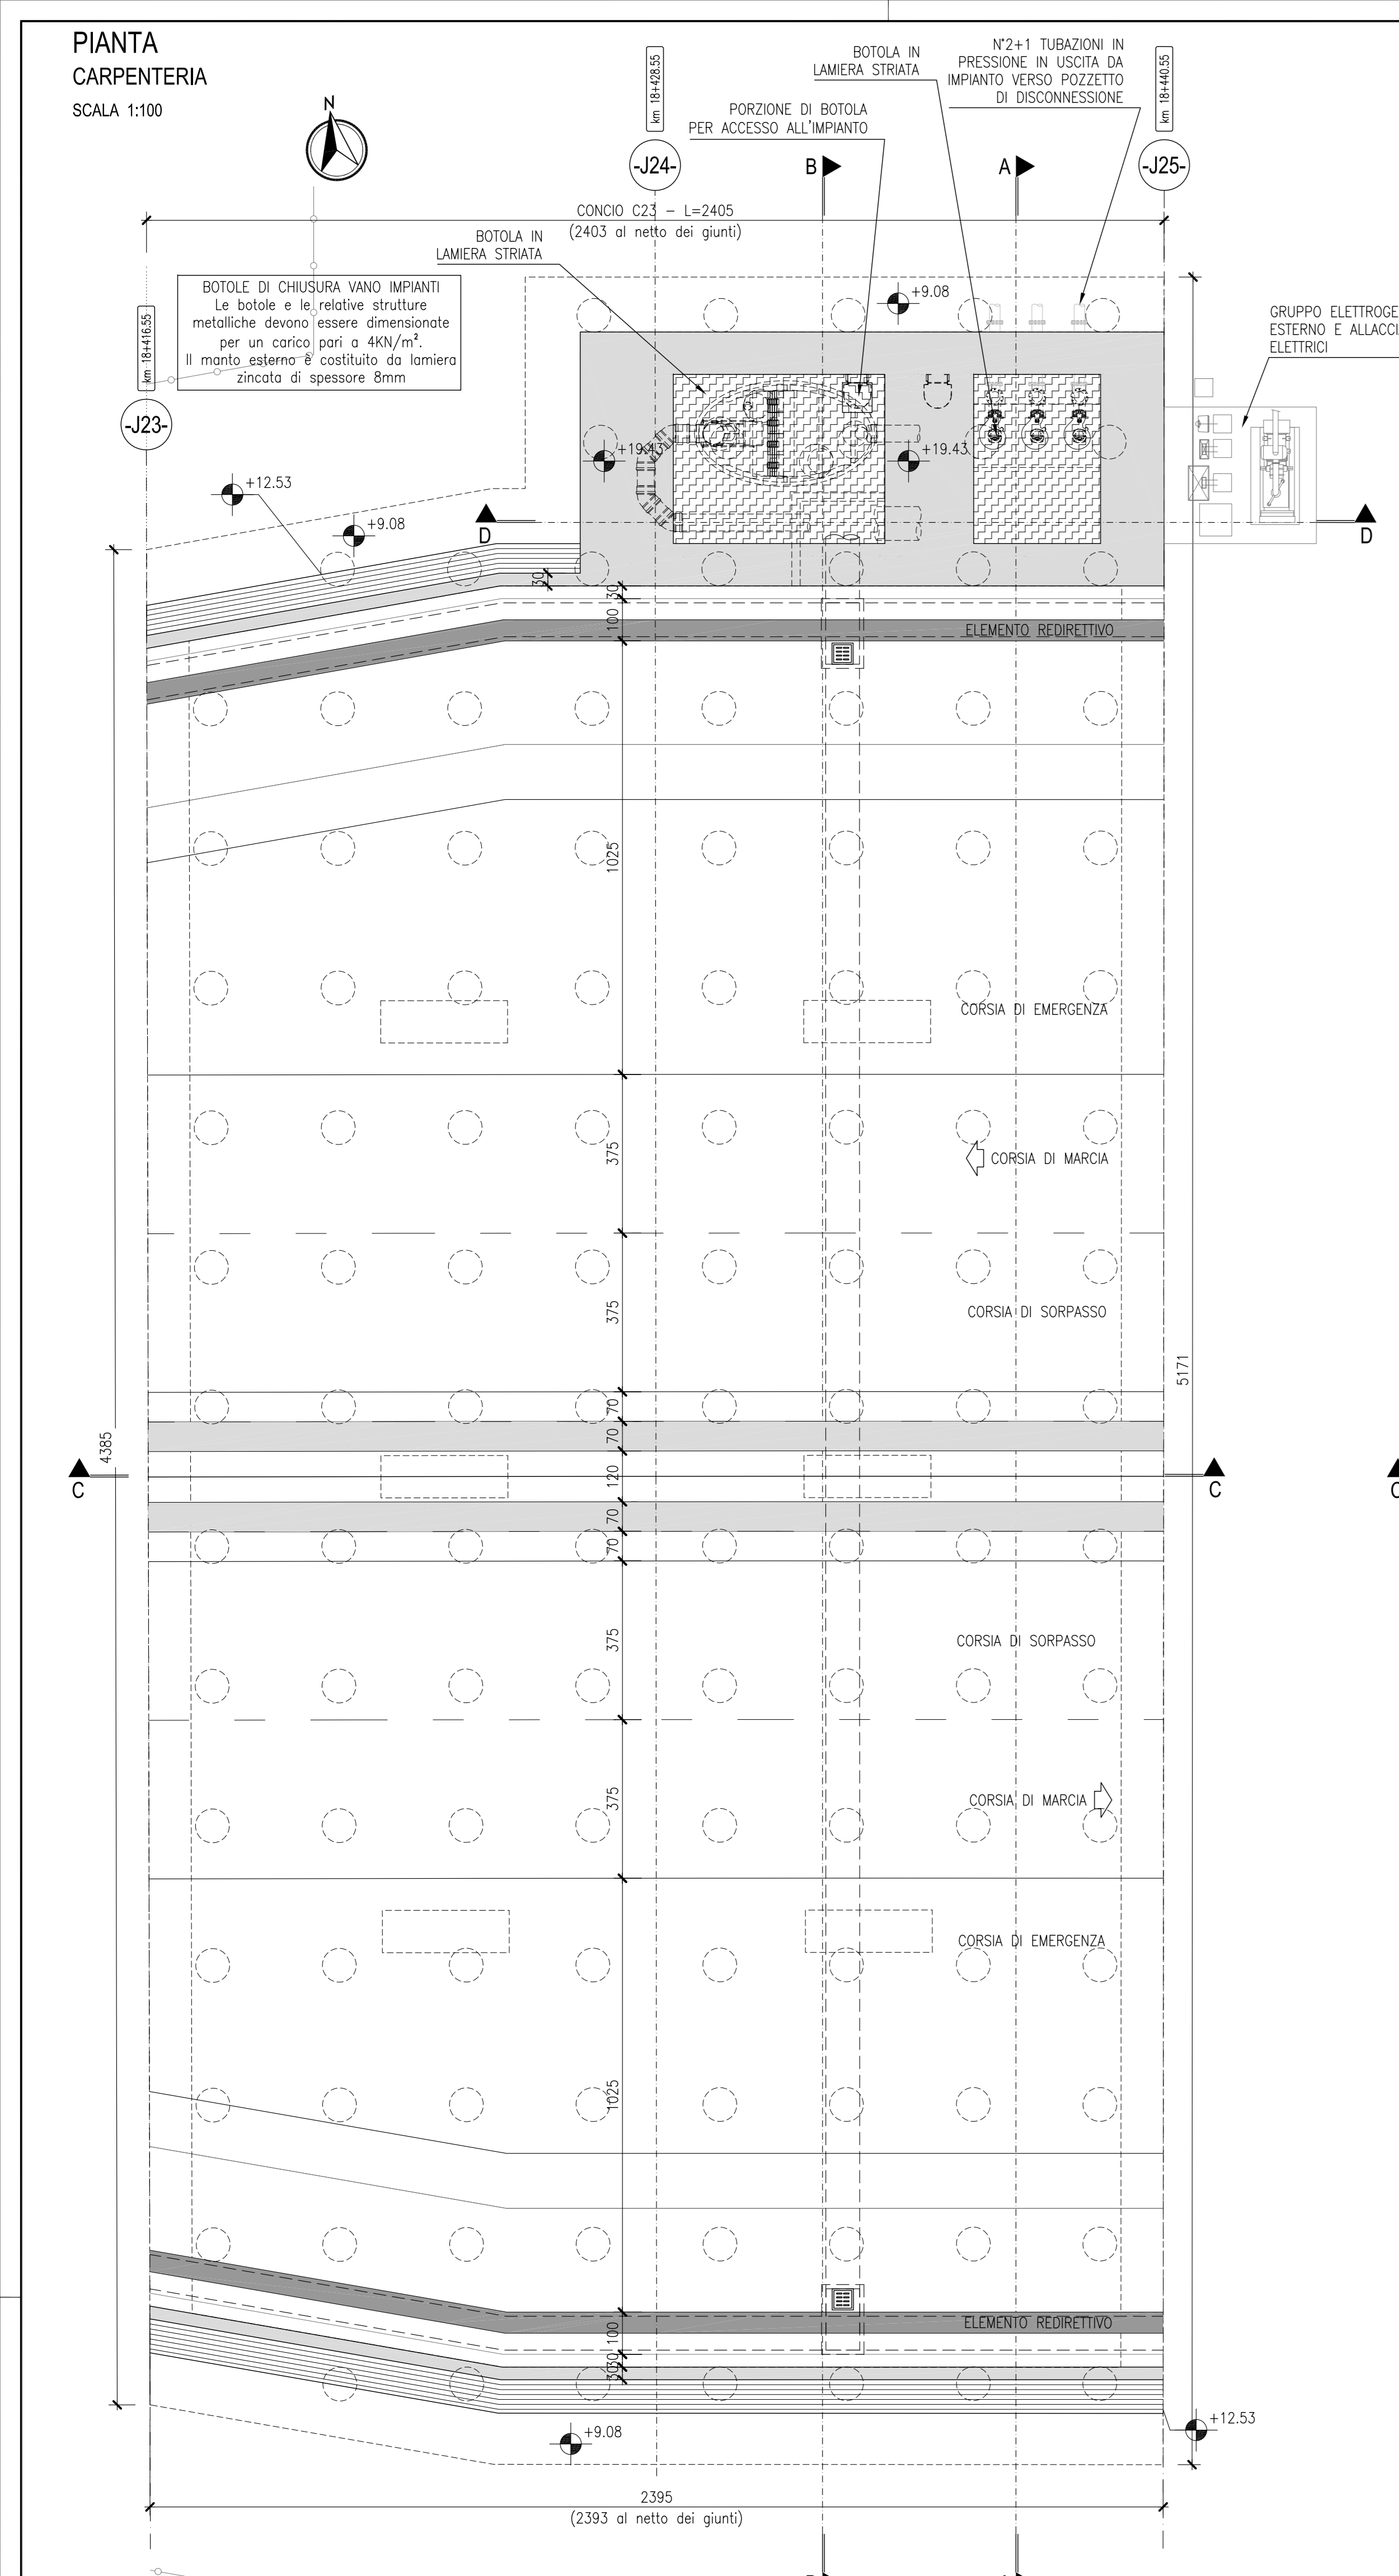 PIANTA
CARPENTERIA
SCALA 1:100
N
km 18+428.55
BOTOLA IN
LAMIERA STRIATA
N°2+1 TUBAZIONI IN
PRESSIONE IN USCITA DA
IMPIANTO VERSO POZZETTO
DI DISCONNESSIONE
km 18+440.55
PORZIONE DI BOTOLA
PER ACCESSO ALL'IMPIANTO
-J24-
B
A
-J25-
CONCIO C23 - L=2405
(2403 al netto dei giunti)
BOTOLA IN
LAMIERA STRIATA
BOTOLE DI CHIUSURA VANO IMPIANTI
Le botole e le relative strutture
metalliche devono essere dimensionate
per un carico pari a 4KN/m².
Il manto esterno è costituito da lamiera
zincata di spessore 8mm
+9.08
GRUPPO ELETTROGE
ESTERNO E ALLACCI
ELETTRICI
km 18+416.55
-J23-
+19.43
+19.43
+12.53
+9.08
D
D
30
30
100
ELEMENTO REDIRETTIVO
1025
CORSIA DI EMERGENZA
375
CORSIA DI MARCIA
375
CORSIA DI SORPASSO
5171
70
4385
70
C
120
C
70
70
375
CORSIA DI SORPASSO
375
CORSIA DI MARCIA
CORSIA DI EMERGENZA
1025
ELEMENTO REDIRETTIVO
100
30
30
+9.08
+12.53
2395
(2393 al netto dei giunti)